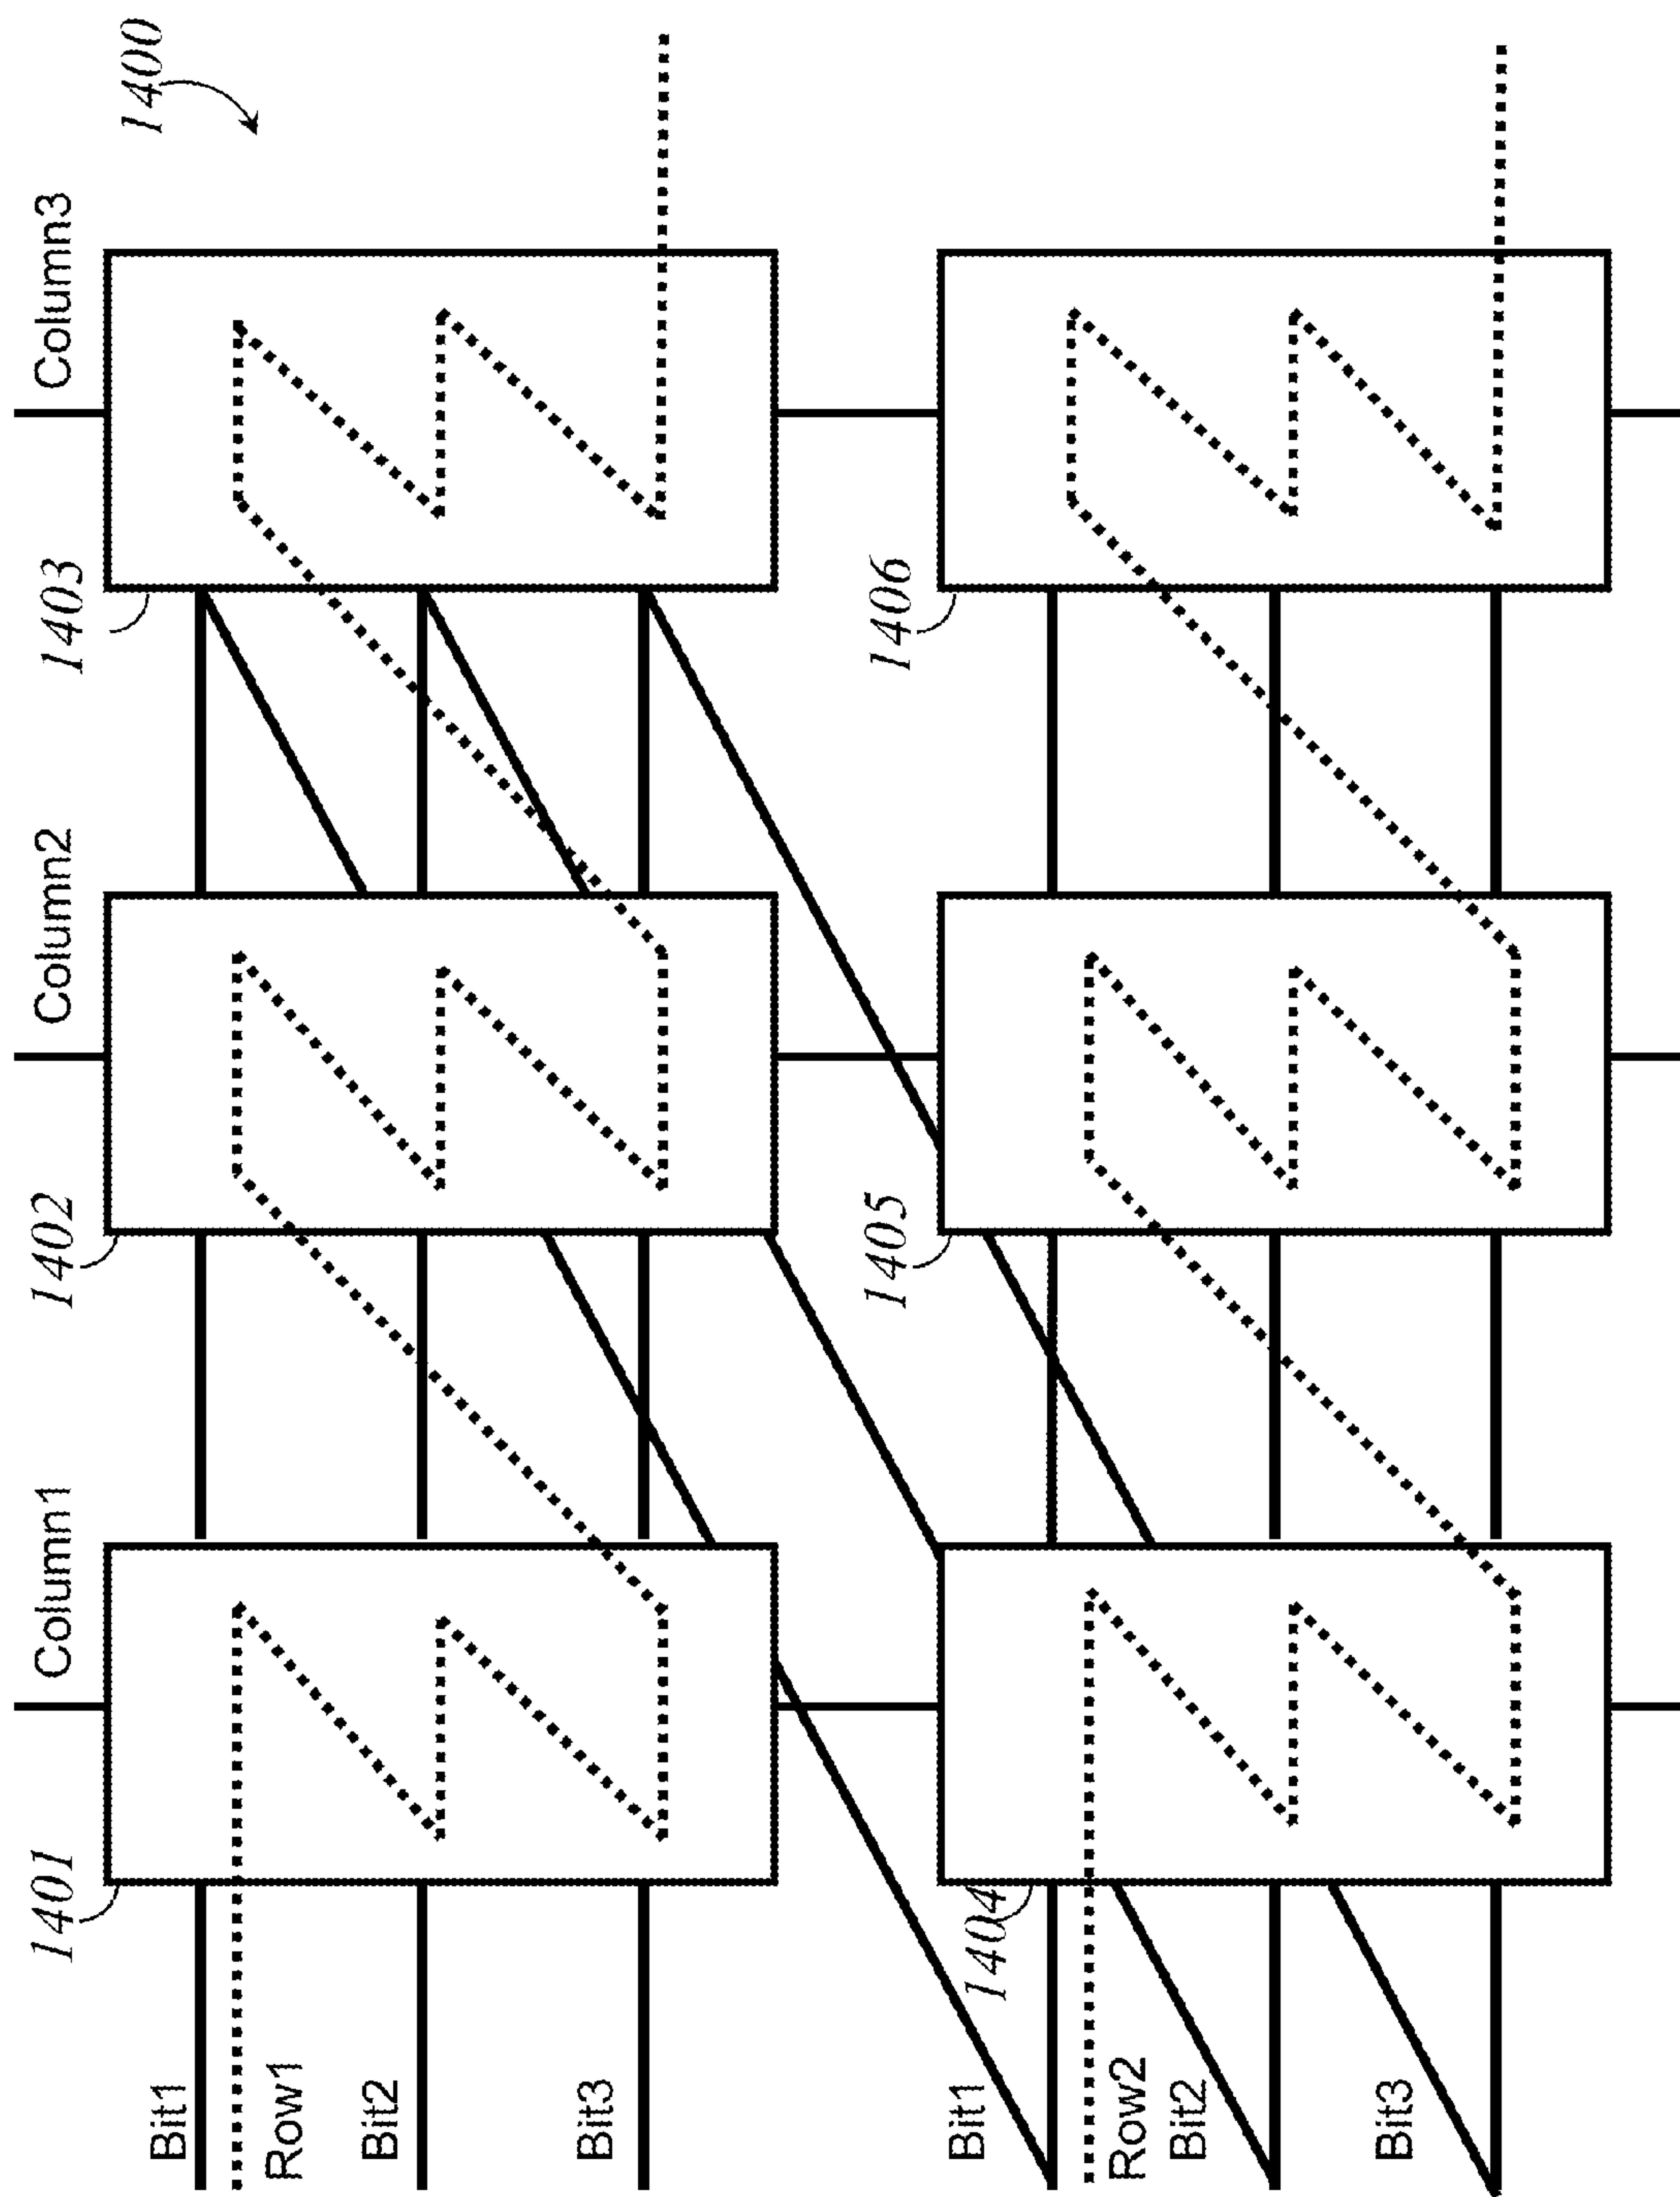 1400
Column1
Column2
Column3
1401
1402
1403
Bit1
Row1
Bit2
Bit3
1404
1405
1406
Bit1
Row2
Bit2
Bit3